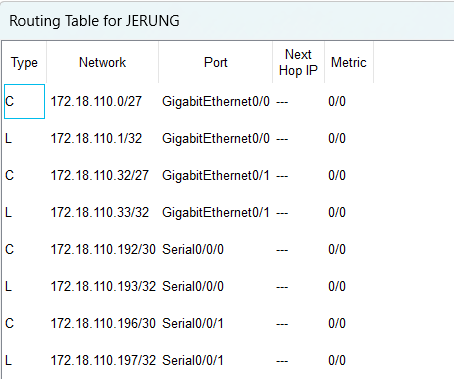 Routing Table for JERUNG
Type Network Port Next Hop IP Metric
C 172.18.110.0/27 GigabitEthernet0/0 --- 0/0
L 172.18.110.1/32 GigabitEthernet0/0 --- 0/0
C 172.18.110.32/27 GigabitEthernet0/1 --- 0/0
L 172.18.110.33/32 GigabitEthernet0/1 --- 0/0
C 172.18.110.192/30 Serial0/0/0 --- 0/0
L 172.18.110.193/32 Serial0/0/0 --- 0/0
C 172.18.110.196/30 Serial0/0/1 --- 0/0
L 172.18.110.197/32 Serial0/0/1 --- 0/0